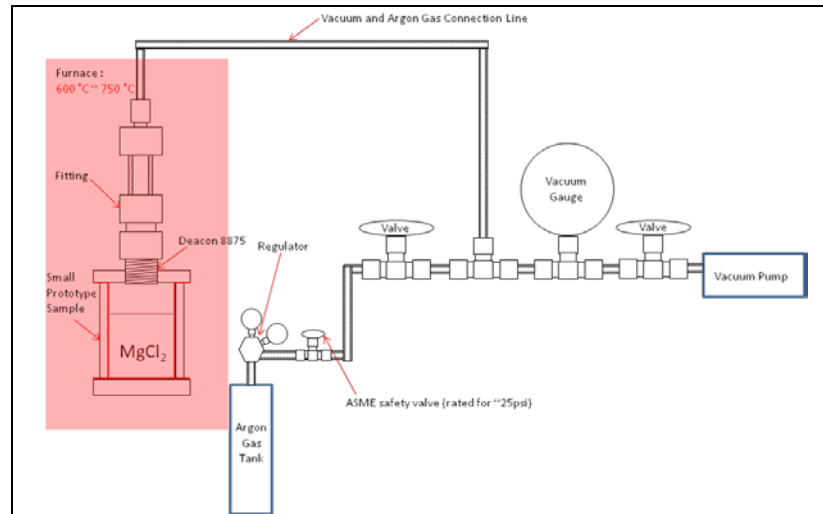 Vacuum and Argon Gas Connection Line
Furnace :
600 °C~ 750 °C
Fitting
Deacon 8875
Small
Prototype
Sample
MgCl₂
Regulator
Valve
Vacuum
Gauge
Valve
Vacuum Pump
ASME safety valve (rated for ~25psi)
Argon
Gas
Tank